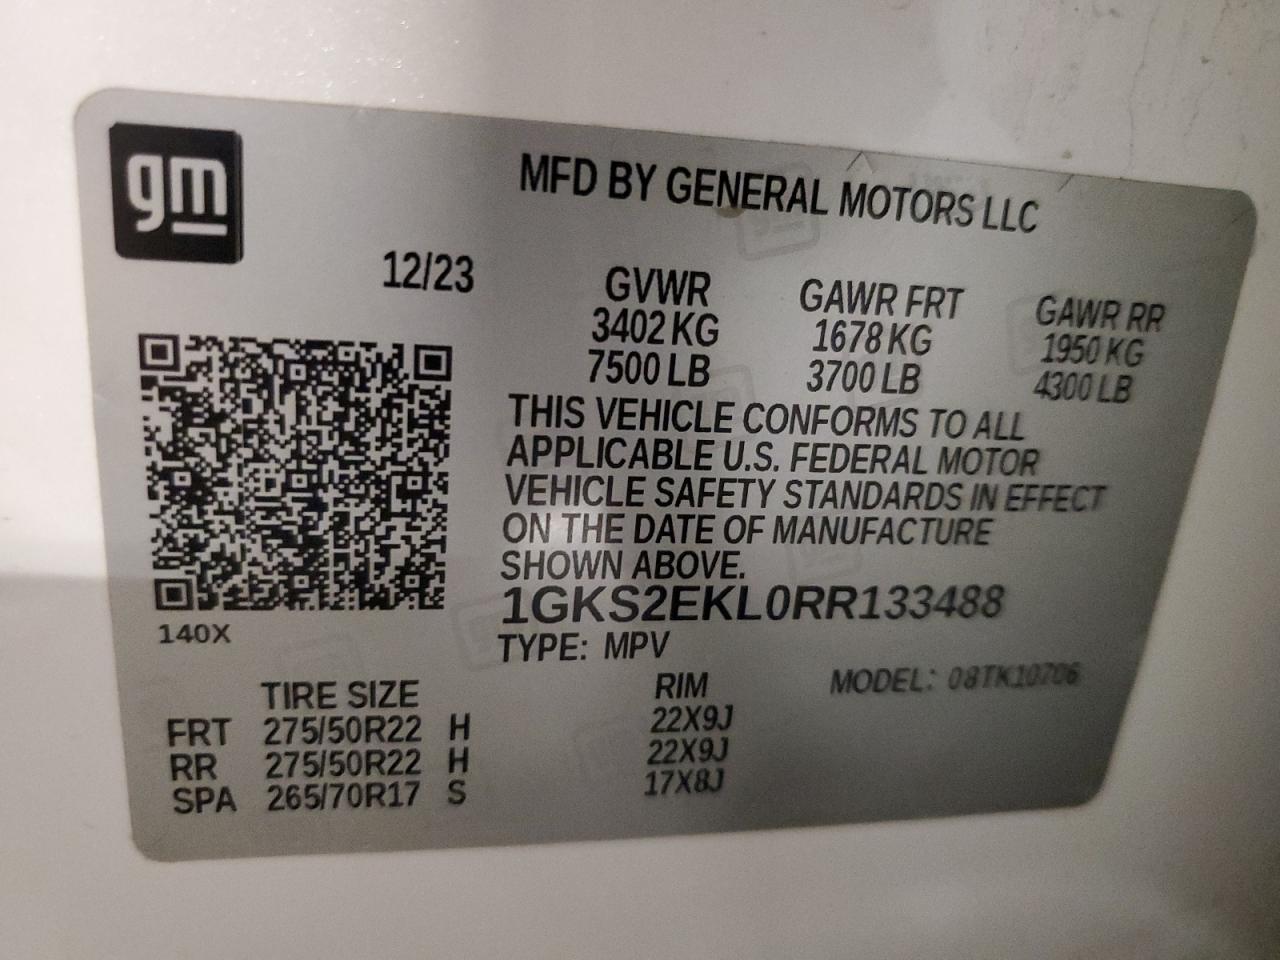 gm
MFD BY GENERAL MOTORS LLC
12/23
GVWR GAWR FRT GAWR RR
3402 KG 1678 KG 1950 KG
7500 LB 3700 LB 4300 LB
THIS VEHICLE CONFORMS TO ALL
APPLICABLE U.S. FEDERAL MOTOR
VEHICLE SAFETY STANDARDS IN EFFECT
ON THE DATE OF MANUFACTURE
SHOWN ABOVE.
1GKS2EKL0RR133488
140X
TYPE: MPV
MODEL: 08TK10706
TIRE SIZE RIM
FRT 275/50R22 H 22X9J
RR 275/50R22 H 22X9J
SPA 265/70R17 S 17X8J